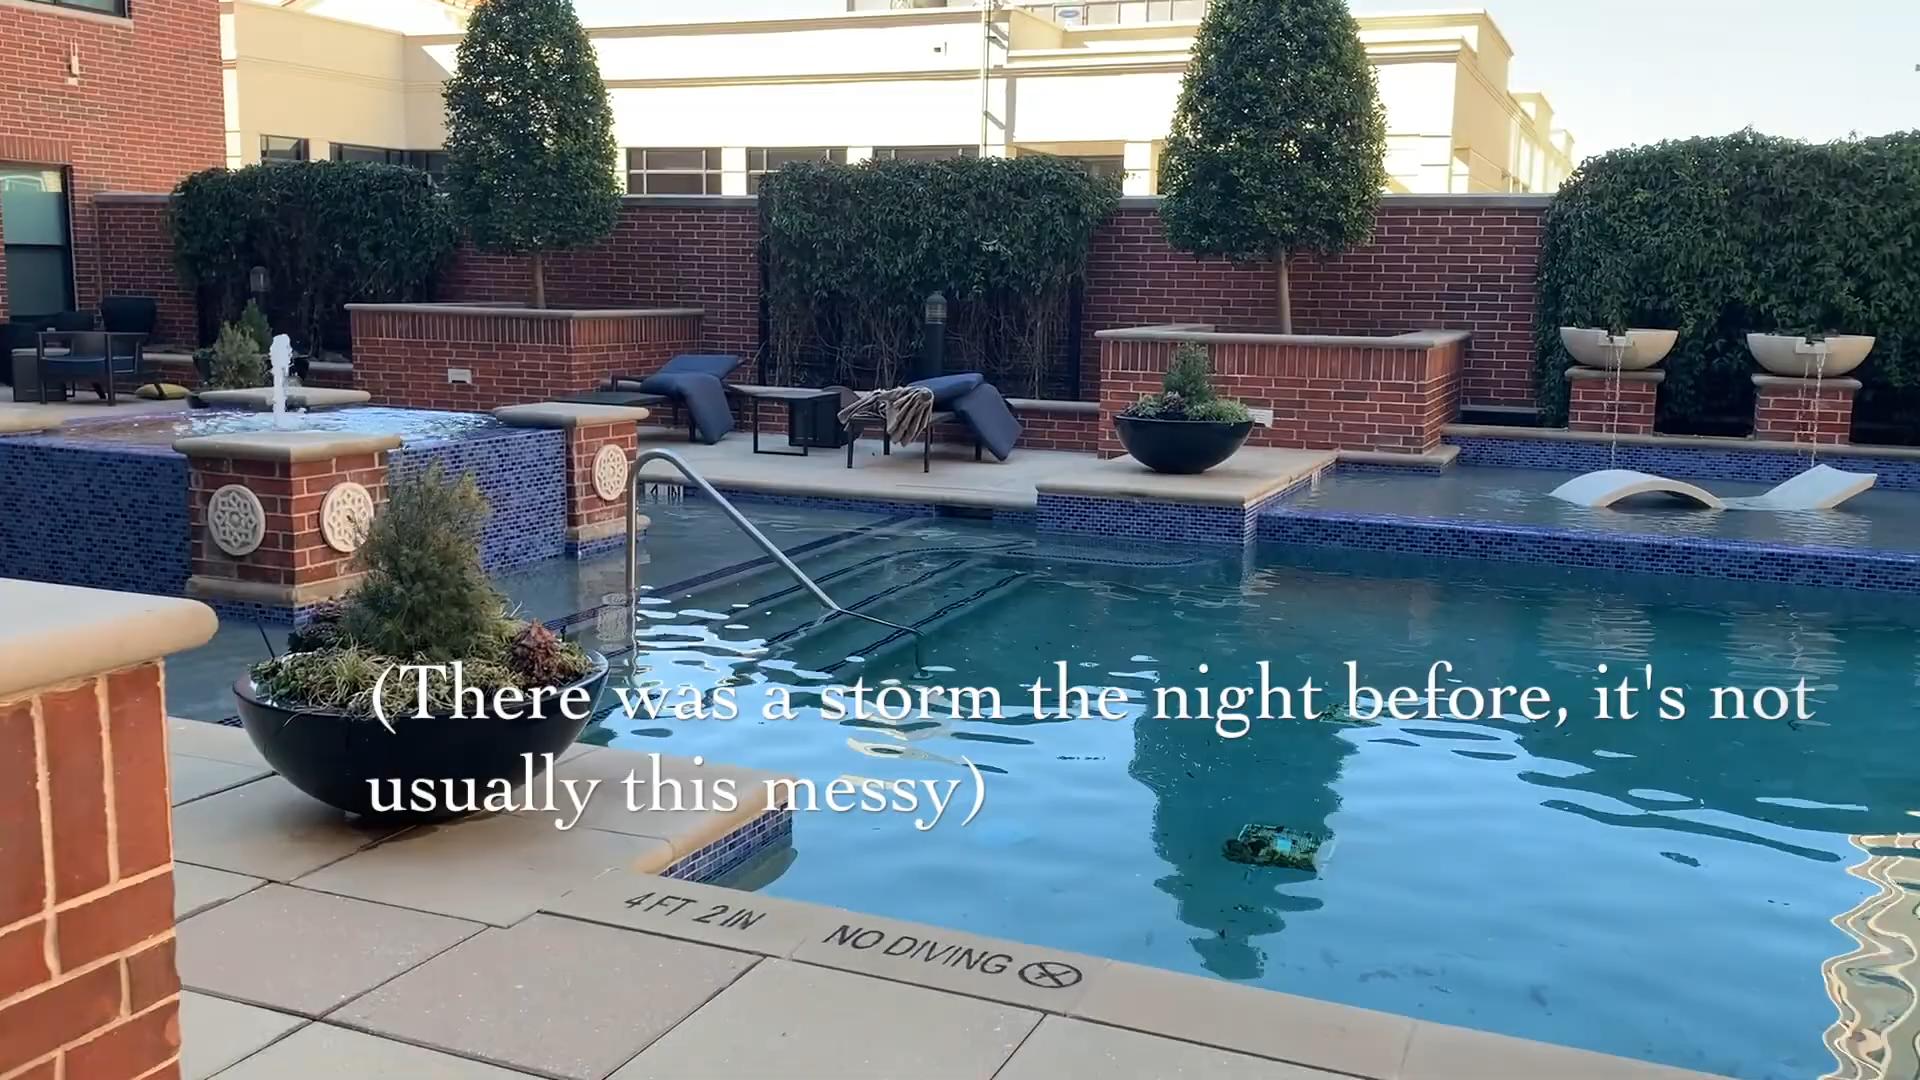 (There was a storm the night before, it's not
usually this messy)
4 FT 2 IN
NO DIVING